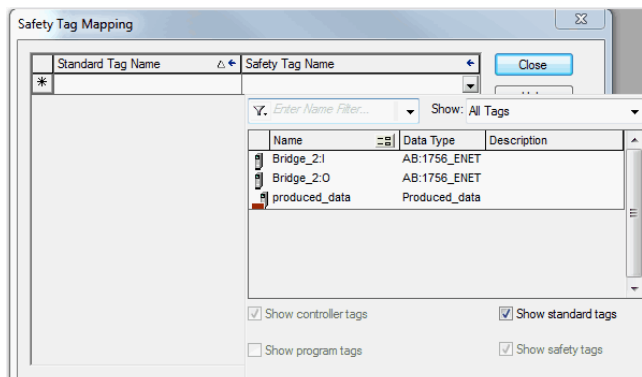 Safety Tag Mapping
Standard Tag Name Safety Tag Name Close
Enter Name Filter... Show: All Tags
Name Data Type Description
Bridge_2:I AB:1756_ENET
Bridge_2:O AB:1756_ENET
produced_data Produced_data
Show controller tags Show standard tags
Show program tags Show safety tags